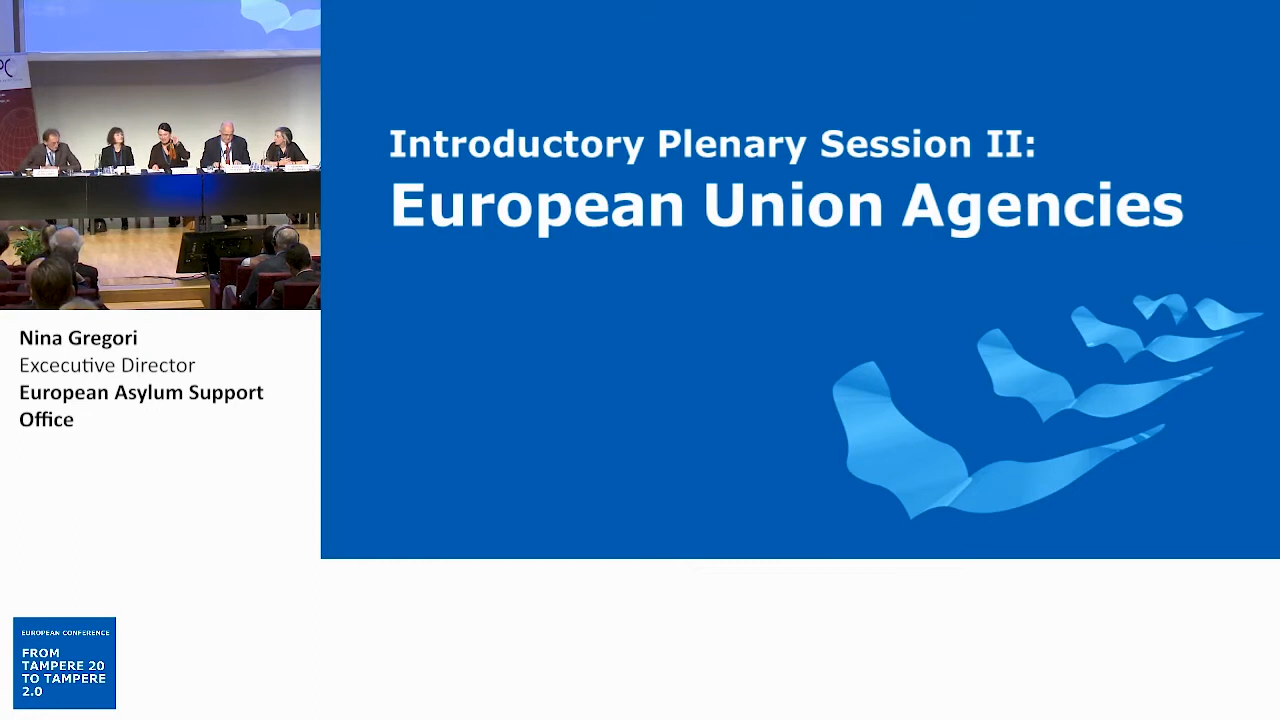 Introductory Plenary Session II:
European Union Agencies
Nina Gregori
Excecutive Director
European Asylum Support
Office
EUROPEAN CONFERENCE
FROM
TAMPERE 20
TO TAMPERE
2.0